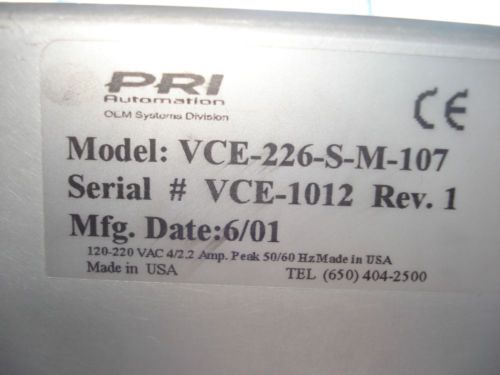 PRI
Automation
OEM Systems Division
CE
Model: VCE-226-S-M-107
Serial # VCE-1012 Rev. 1
Mfg. Date:6/01
120-220 VAC 4/2.2 Amp. Peak 50/60 HzMade in USA
Made in USA TEL (650) 404-2500